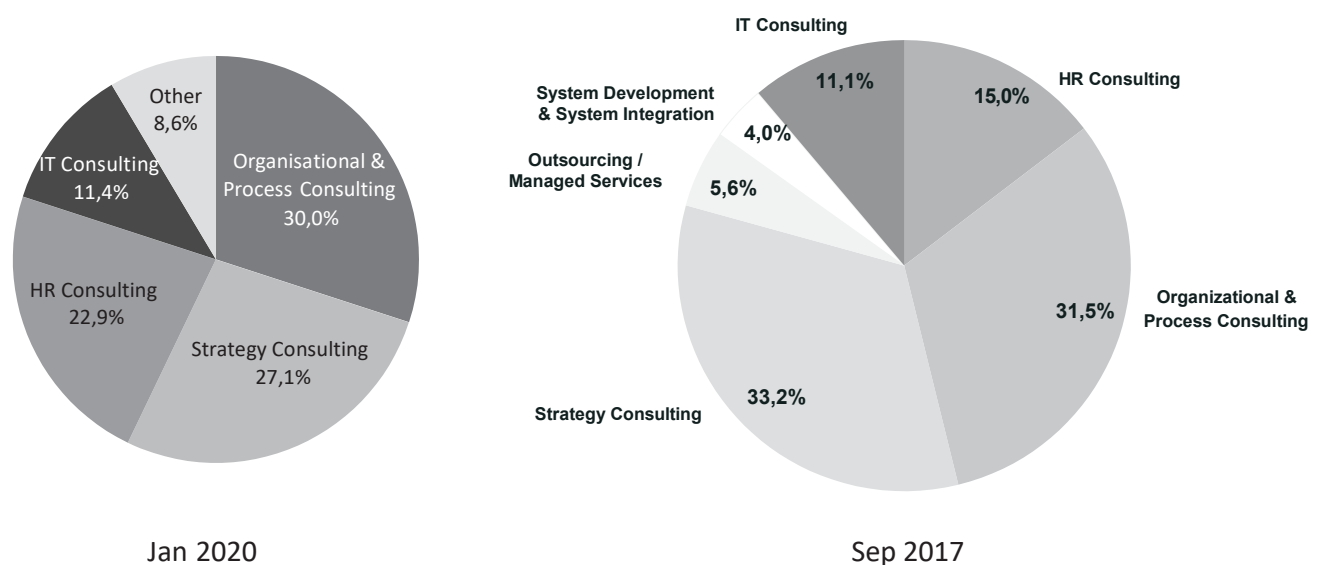 Other
8,6%
Organisational &
Process Consulting
30,0%
IT Consulting
11,4%
HR Consulting
22,9%
Strategy Consulting
27,1%
Jan 2020
IT Consulting
11,1%
HR Consulting
15,0%
System Development
& System Integration
4,0%
Outsourcing /
Managed Services
5,6%
Organizational &
Process Consulting
31,5%
Strategy Consulting
33,2%
Sep 2017